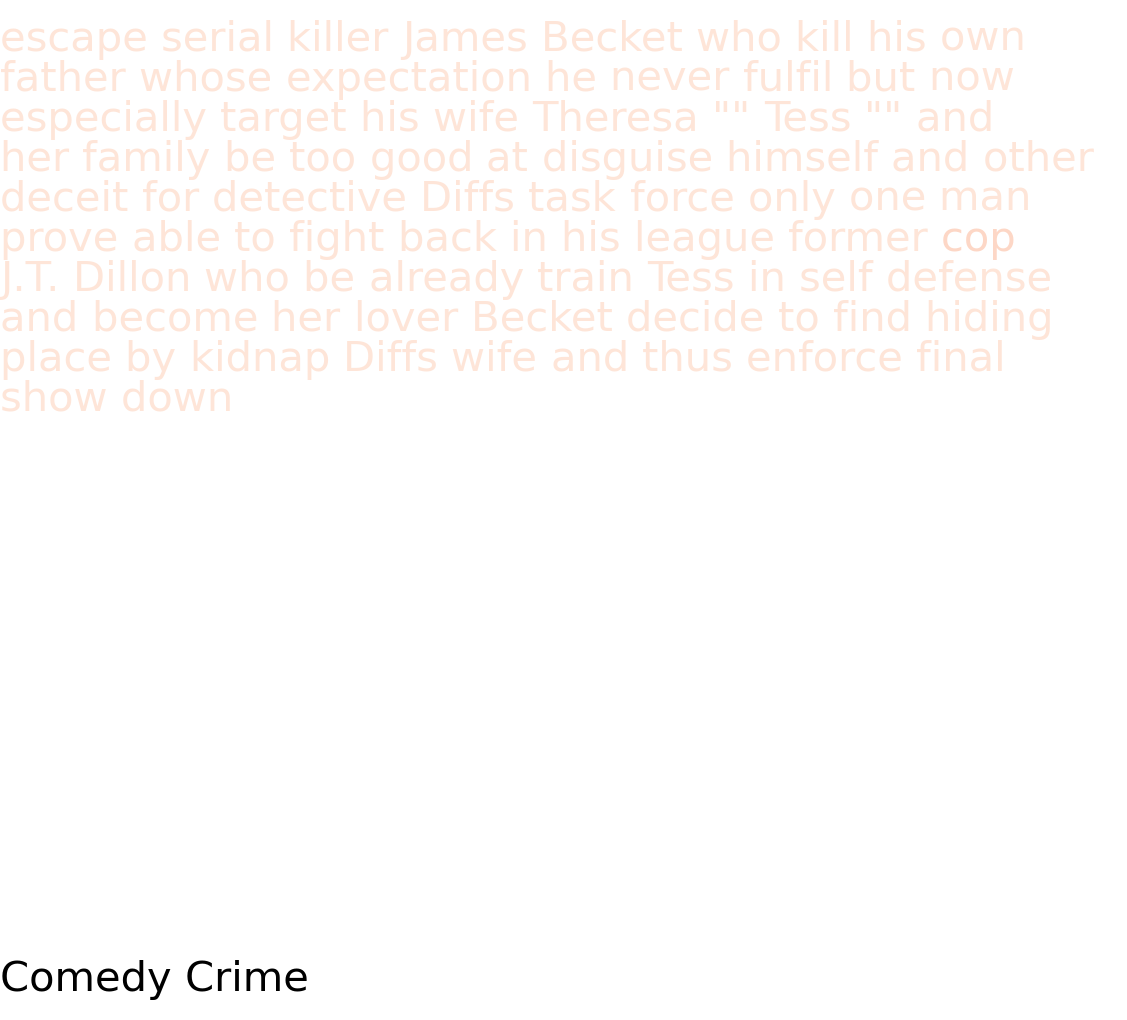 escape serial killer James Becket who kill his own
father whose expectation he never fulfil but now
especially target his wife Theresa "" Tess "" and
her family be too good at disguise himself and other
deceit for detective Diffs task force only one man
prove able to fight back in his league former cop
J.T. Dillon who be already train Tess in self defense
and become her lover Becket decide to find hiding
place by kidnap Diffs wife and thus enforce final
show down
Comedy Crime